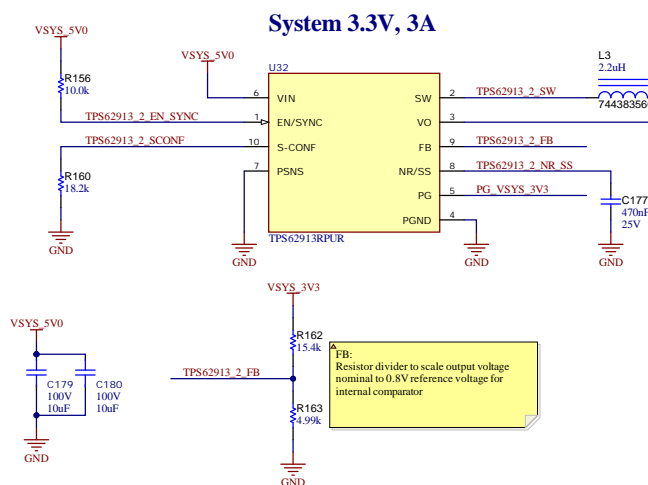 System 3.3V, 3A
VSYS_5V0
R156
10.0k
TPS62913_2_EN_SYNC
TPS62913_2_SCONF
R160
18.2k
GND
VSYS_5V0
U32
6 VIN SW 2 TPS62913_2_SW
1 EN/SYNC VO 3
10 S-CONF FB 9 TPS62913_2_FB
7 PSNS NR/SS 8 TPS62913_2_NR_SS
PG 5 PG_VSYS_3V3
PGND 4
TPS62913RPUR
GND
GND
L3
2.2uH
C177
470nF
25V
GND
VSYS_5V0
C179
100V
10uF
C180
100V
10uF
GND
VSYS_3V3
R162
15.4k
TPS62913_2_FB
R163
4.99k
GND
FB:
Resistor divider to scale output voltage
nominal to 0.8V reference voltage for
internal comparator